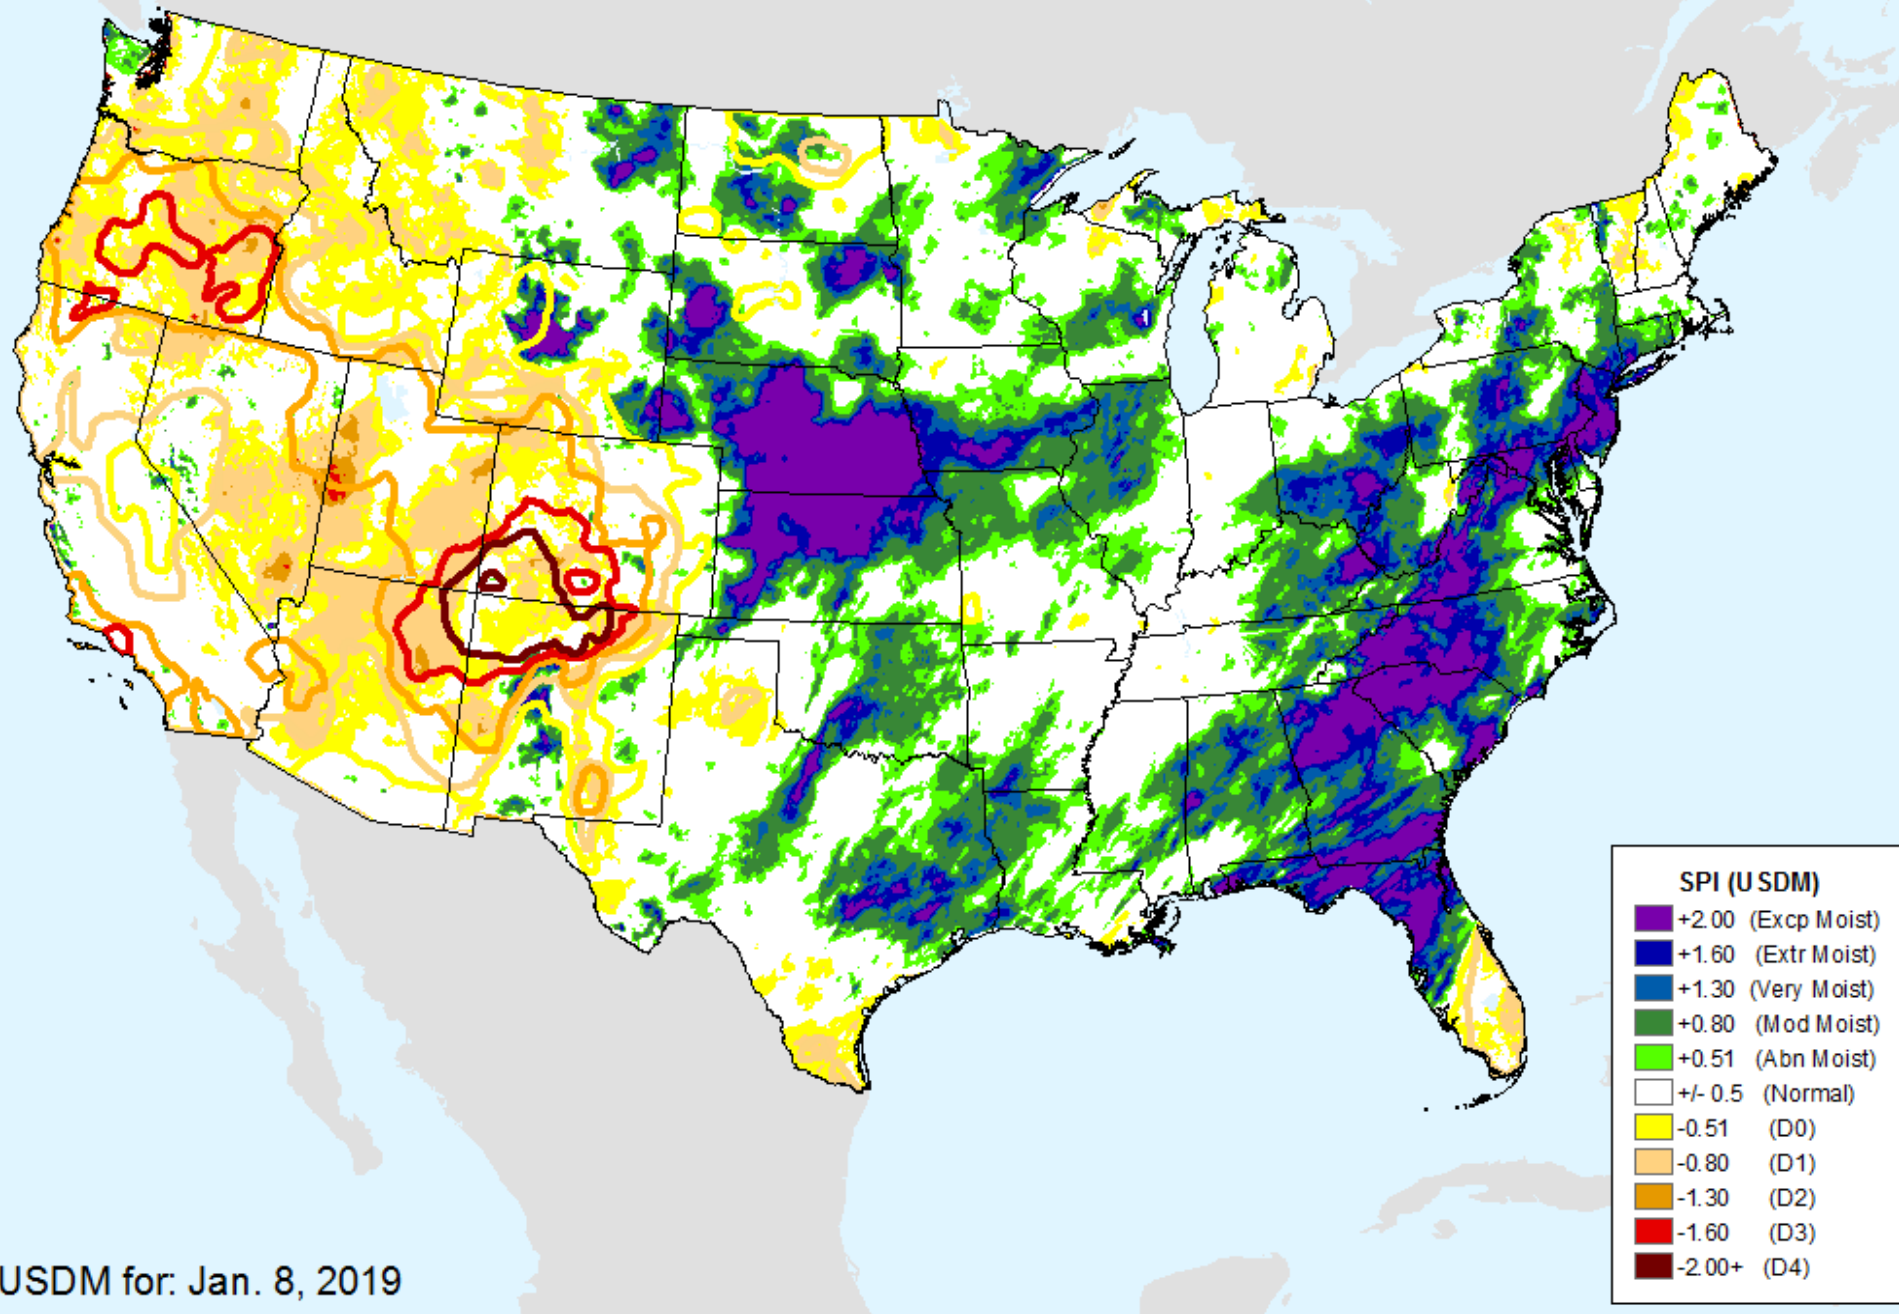 SPI (USDM)
+2.00 (Excp Moist)
+1.60 (Extr Moist)
+1.30 (Very Moist)
+0.80 (Mod Moist)
+0.51 (Abn Moist)
+/- 0.5 (Normal)
-0.51 (D0)
-0.80 (D1)
-1.30 (D2)
-1.60 (D3)
-2.00+ (D4)
USDM for: Jan. 8, 2019